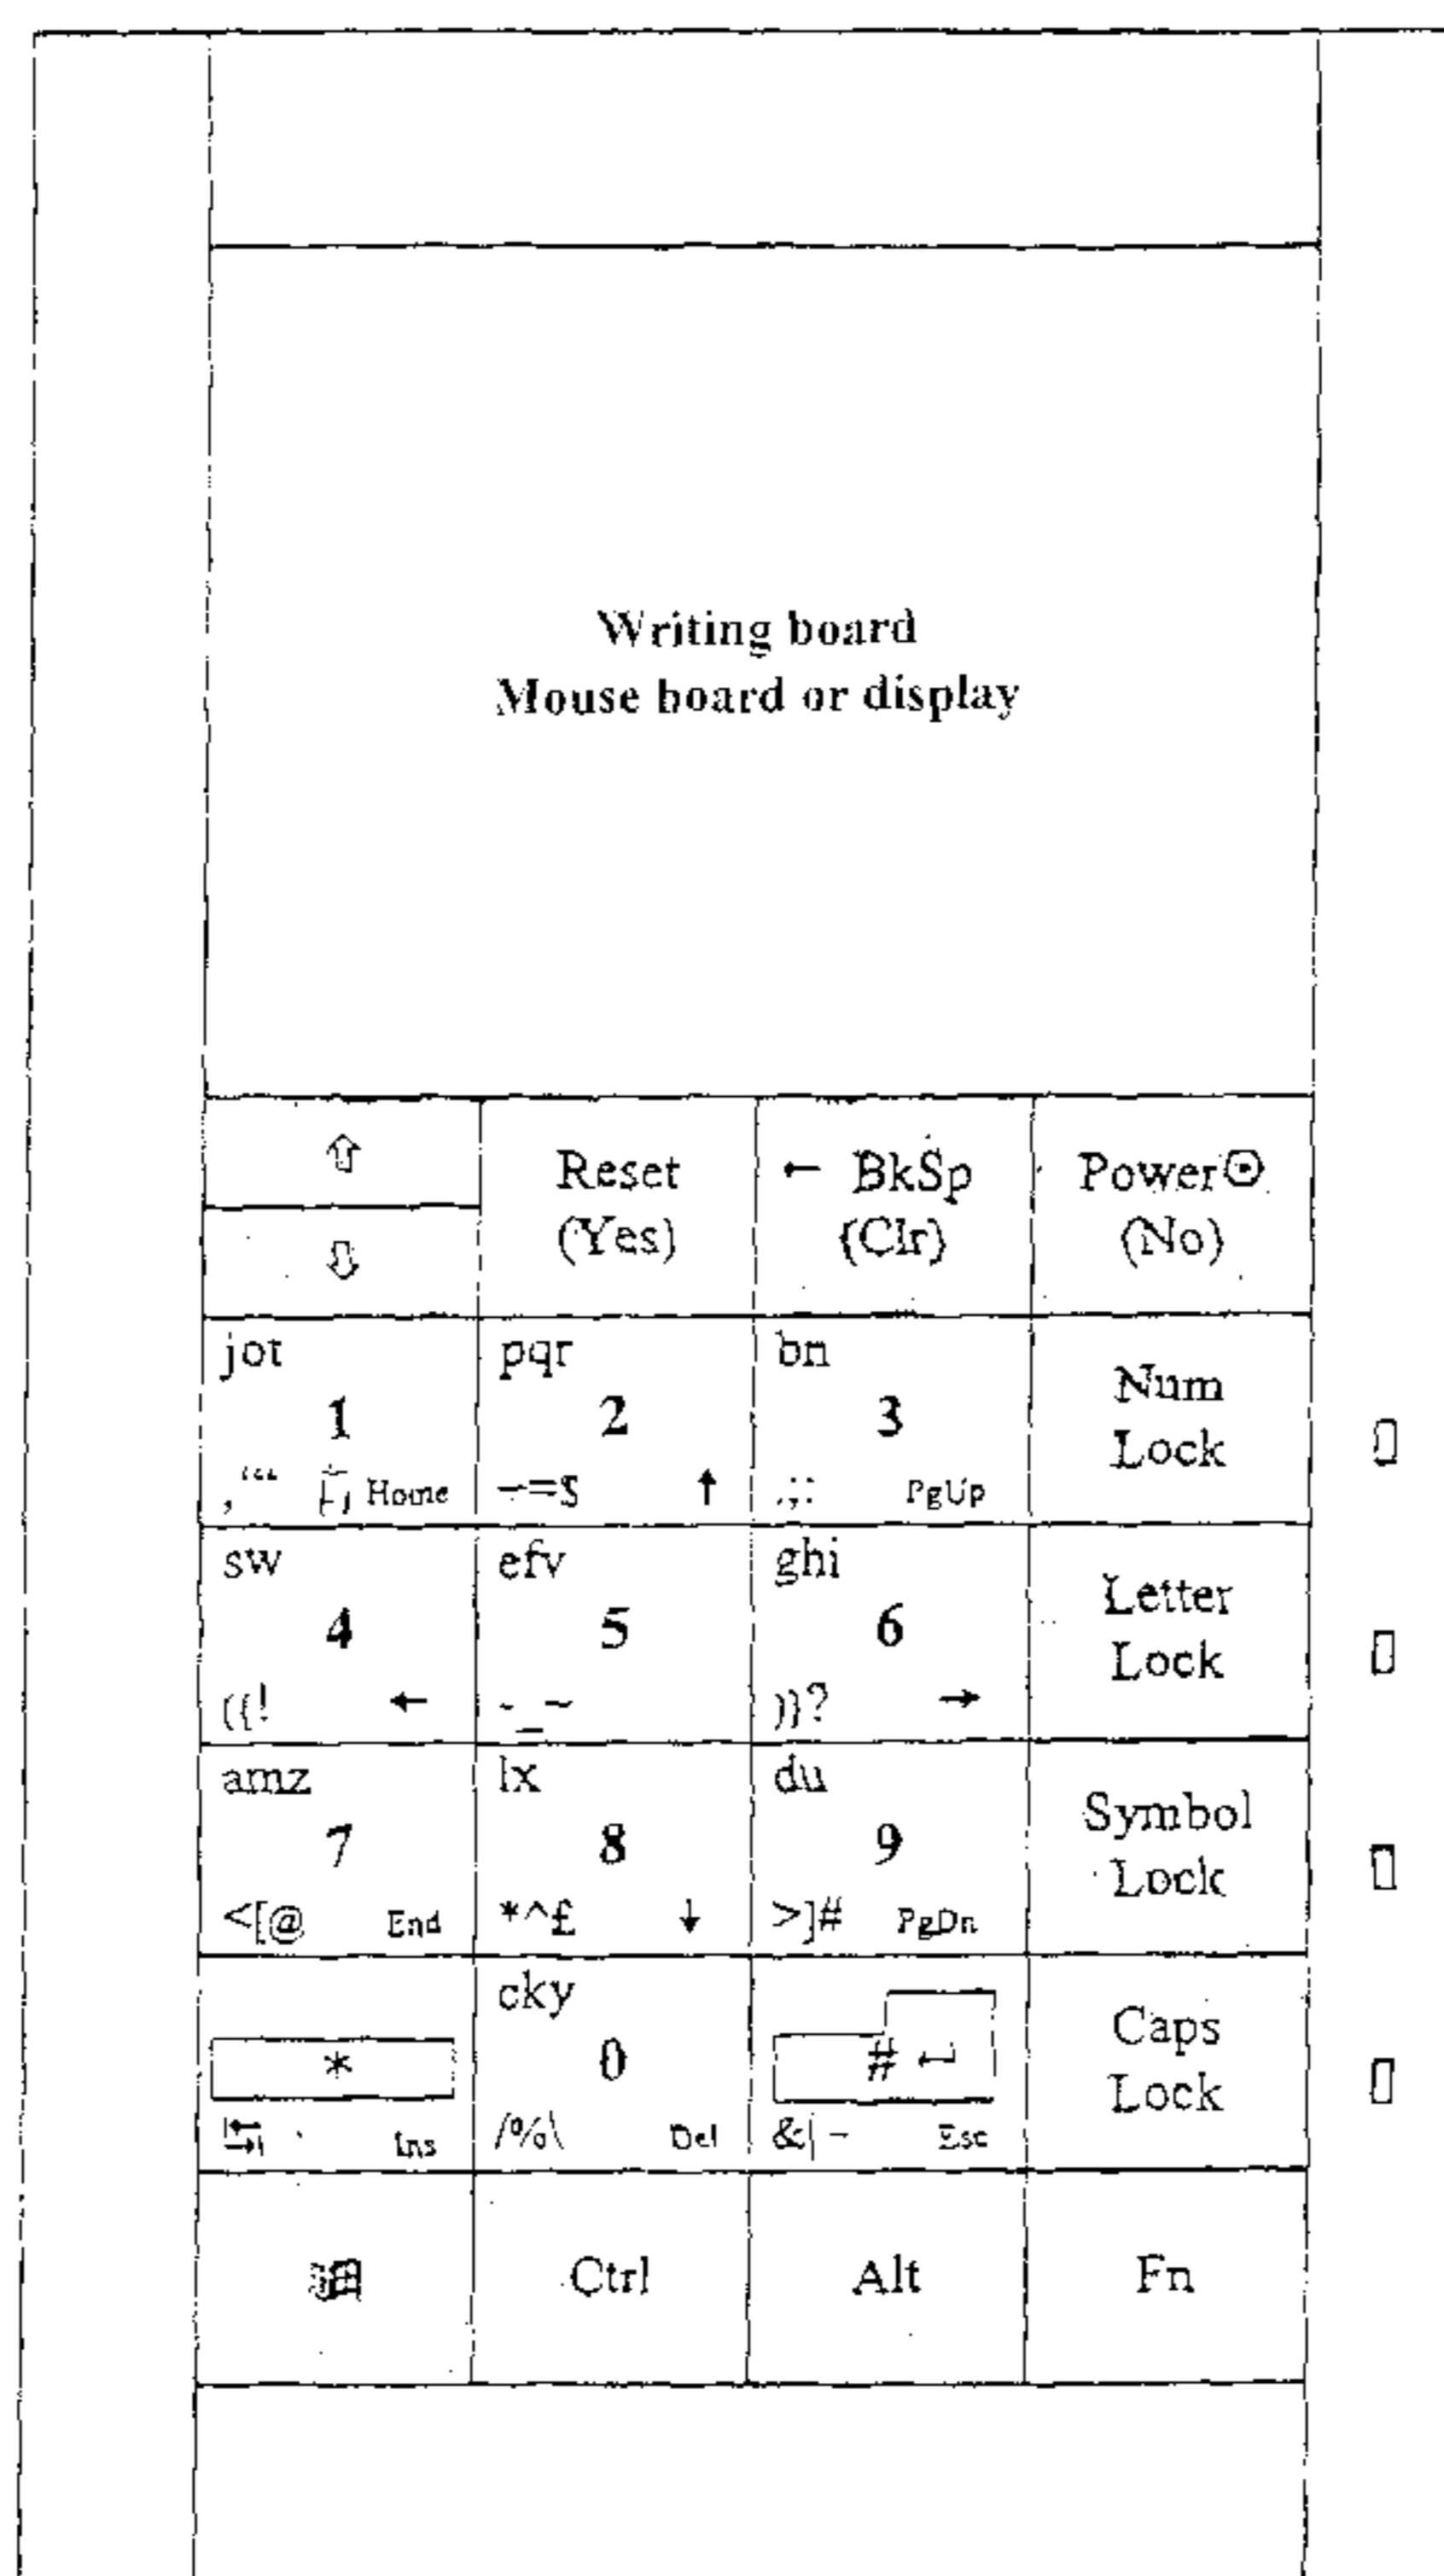 Writing board
Mouse board or display
⇧
⇩
Reset
(Yes)
← BkSp
(Clr)
Power⊙
(No)
jot
1
Home
pqr
2
=$ ↑
bn
3
.;: PgUp
Num
Lock
sw
4
({! ←
efv
5
-_~
ghi
6
)}? →
Letter
Lock
amz
7
<[@ End
lx
8
*^£ ↓
du
9
>]# PgDn
Symbol
Lock
*
Ins
cky
0
/%\ Del
# ↵
&| Esc
Caps
Lock
Ctrl
Alt
Fn